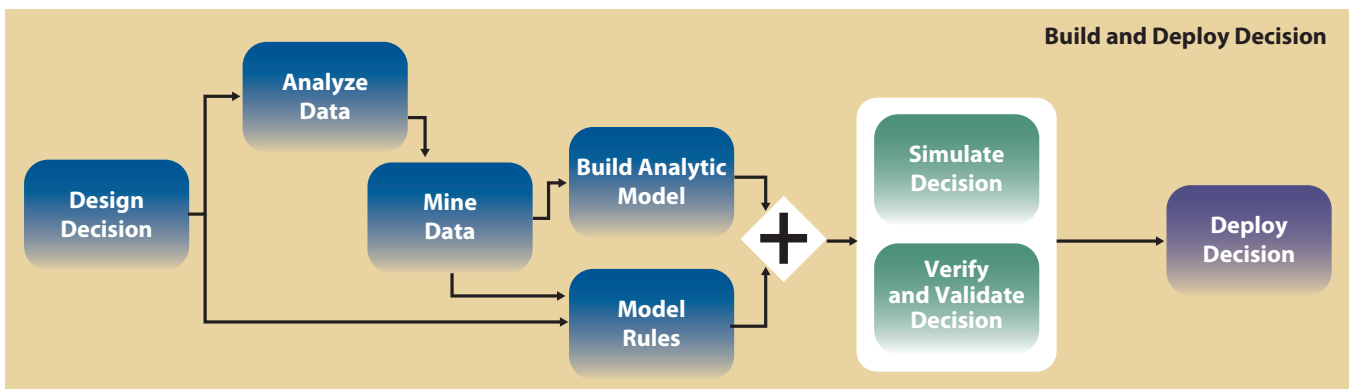 Build and Deploy Decision
Analyze
Data
Design
Decision
Mine
Data
Build Analytic
Model
Model
Rules
Simulate
Decision
Verify
and Validate
Decision
Deploy
Decision